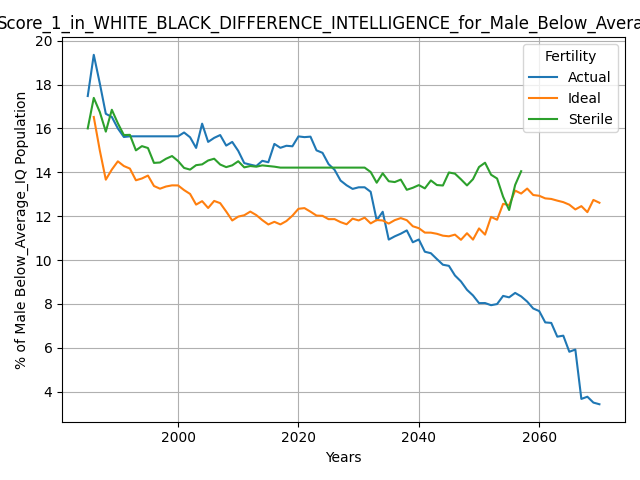 Score_1_in_WHITE_BLACK_DIFFERENCE_INTELLIGENCE_for_Male_Below_Avera
% of Male Below_Average_IQ Population
20
18
16
14
12
10
8
6
4
Fertility
Actual
Ideal
Sterile
2000 2020 2040 2060
Years